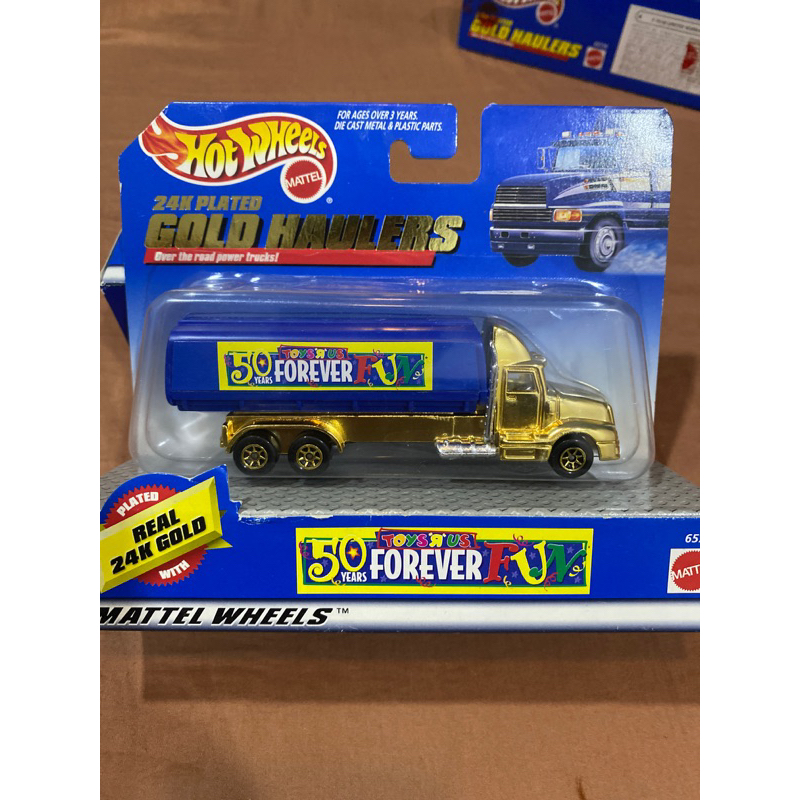 GOLD HAULERS
HOT WHEELS
MATTEL
®
FOR AGES OVER 3 YEARS.
DIE CAST METAL & PLASTIC PARTS.
24K PLATED
GOLD HAULERS
Over the road power trucks!
50 YEARS TOYS "R" US FOREVER FUN
PLATED
REAL
24K GOLD
WITH
50 YEARS TOYS "R" US FOREVER FUN
MATTEL WHEELS™